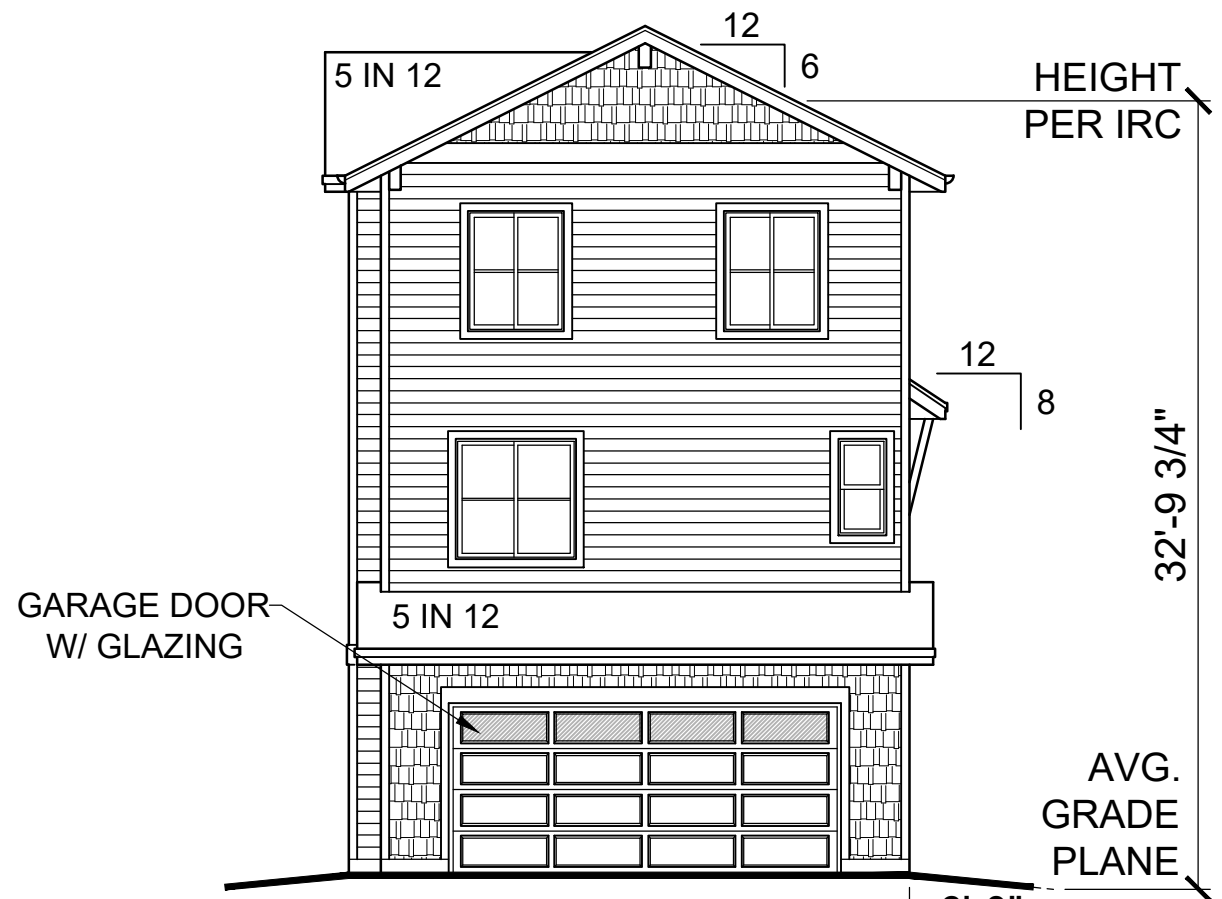 12
5 IN 12
6
HEIGHT
PER IRC
12
8
32'-9 3/4"
GARAGE DOOR
W/ GLAZING
5 IN 12
AVG.
GRADE
PLANE